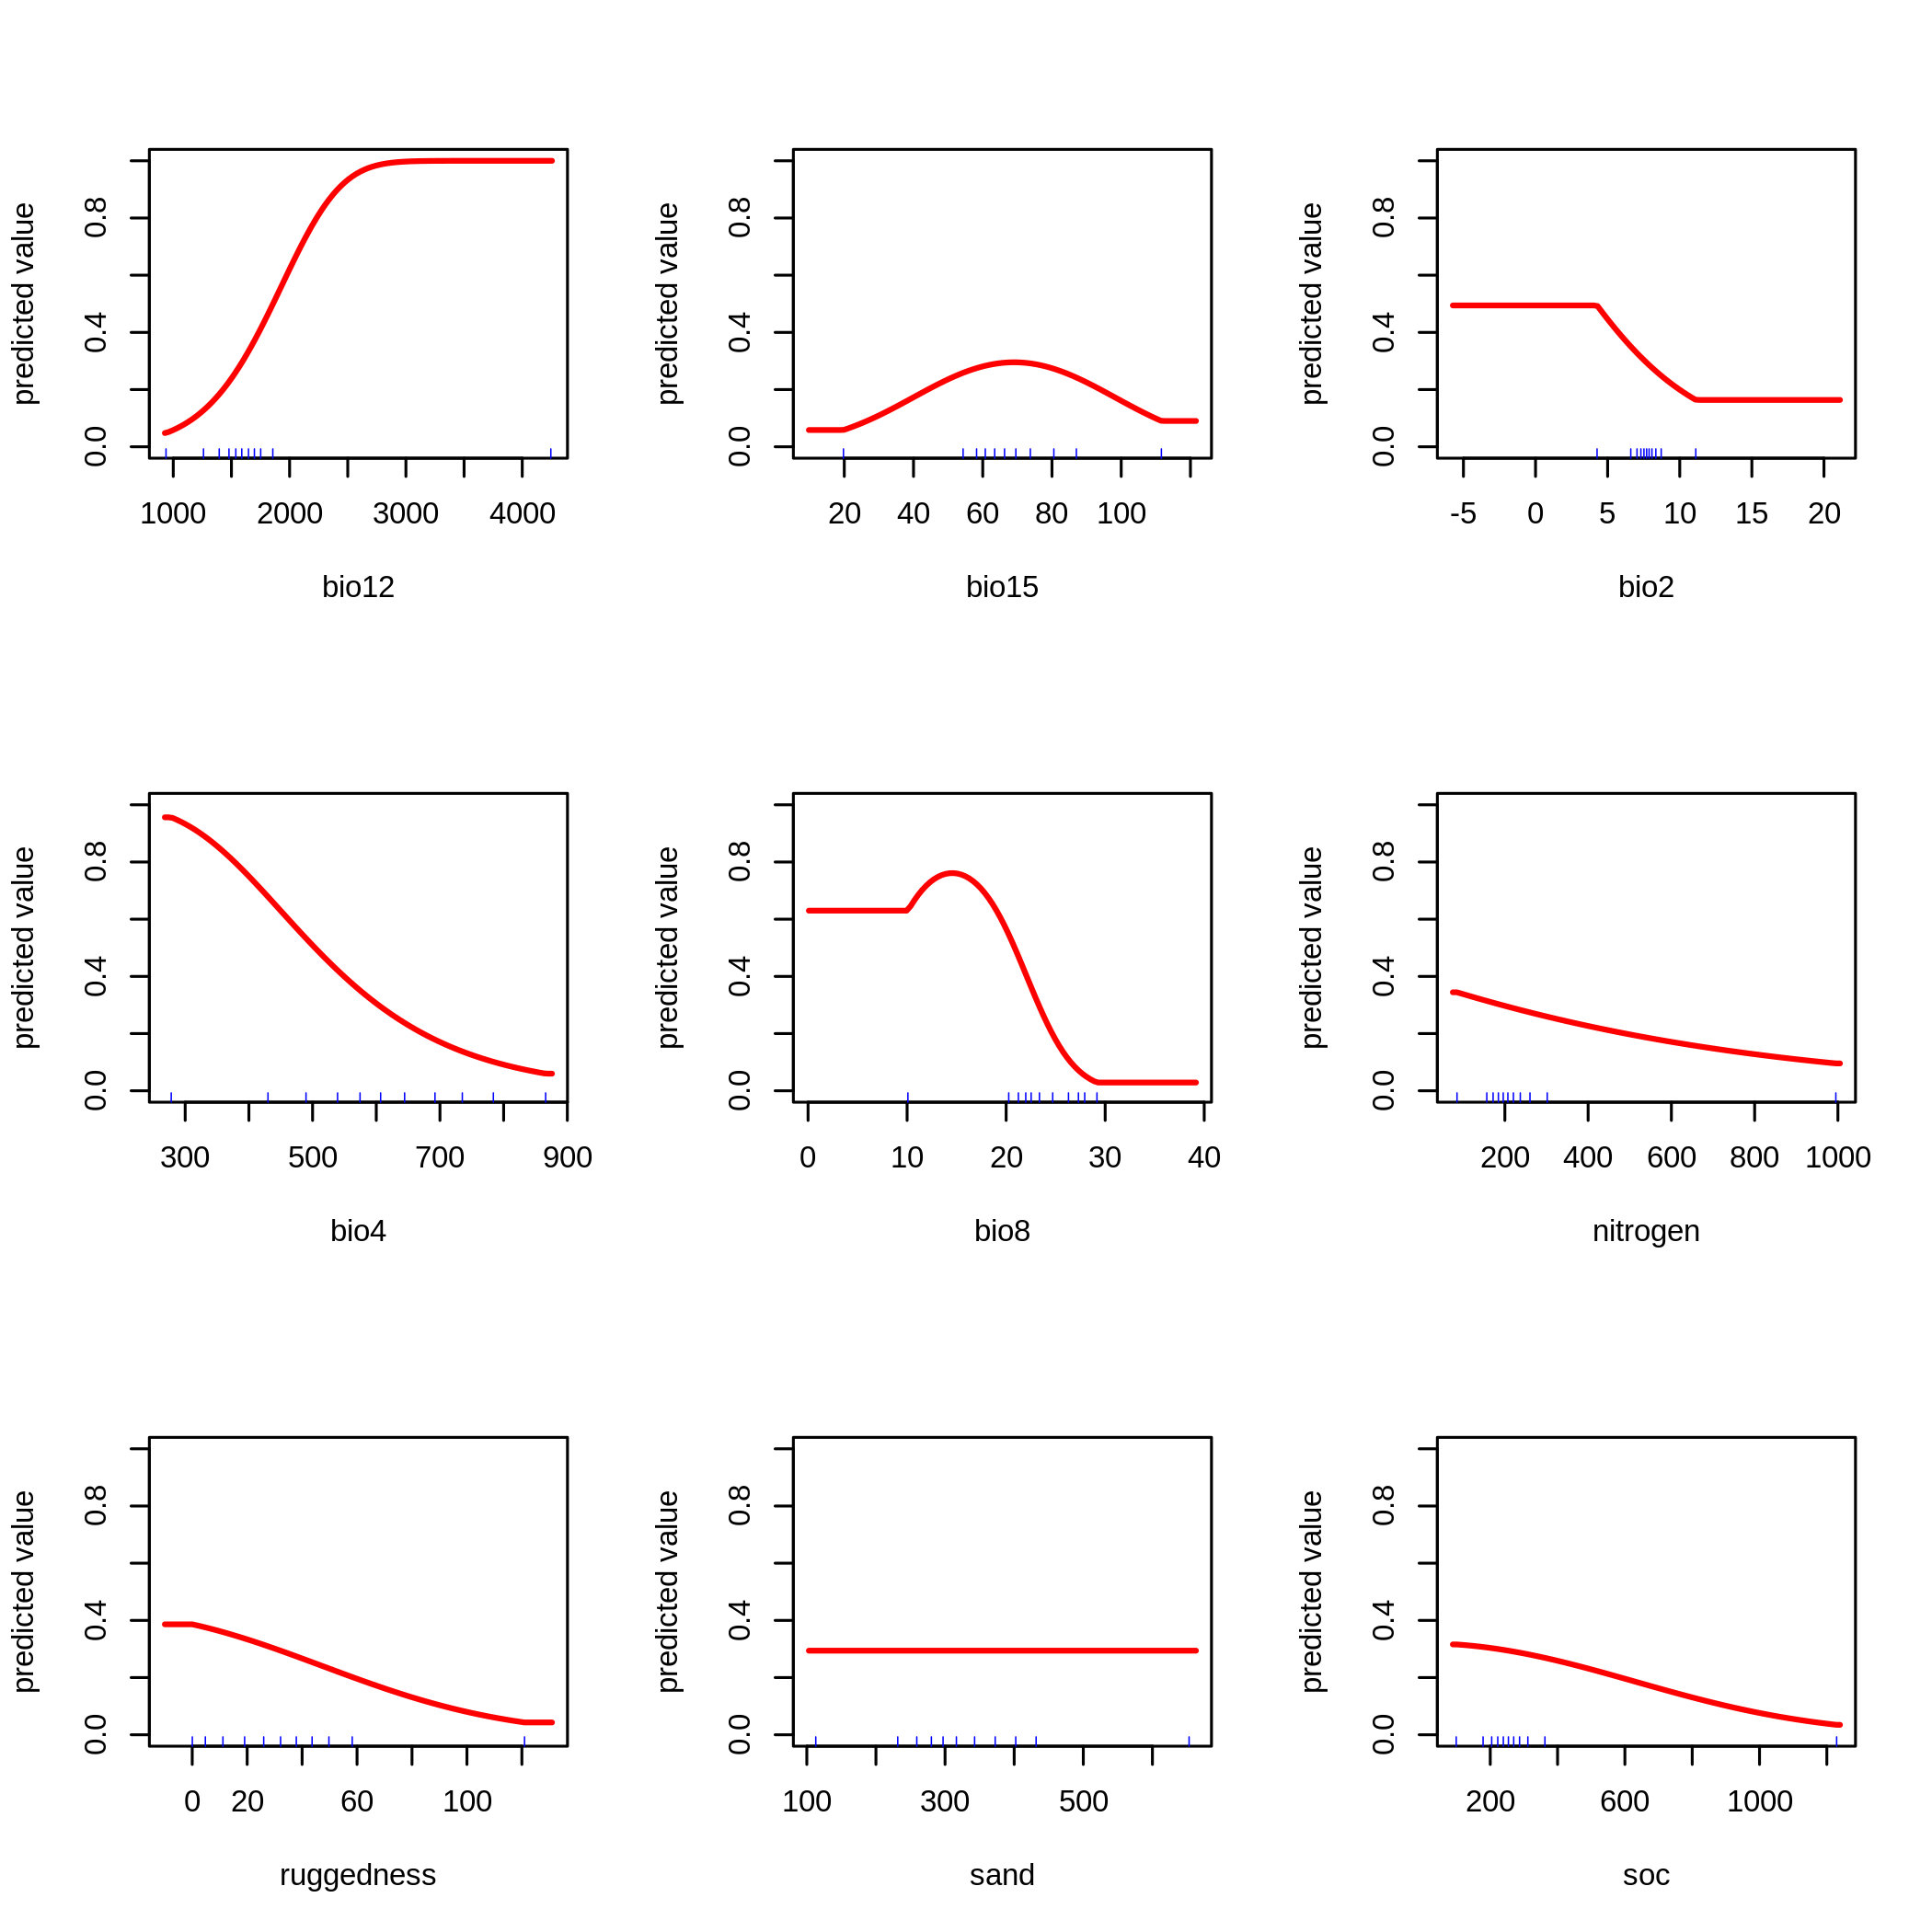 predicted value
0.0 0.4 0.8
1000 2000 3000 4000
bio12
predicted value
0.0 0.4 0.8
20 40 60 80 100
bio15
predicted value
0.0 0.4 0.8
-5 0 5 10 15 20
bio2
predicted value
0.0 0.4 0.8
300 500 700 900
bio4
predicted value
0.0 0.4 0.8
0 10 20 30 40
bio8
predicted value
0.0 0.4 0.8
200 400 600 800 1000
nitrogen
predicted value
0.0 0.4 0.8
0 20 60 100
ruggedness
predicted value
0.0 0.4 0.8
100 300 500
sand
predicted value
0.0 0.4 0.8
200 600 1000
soc